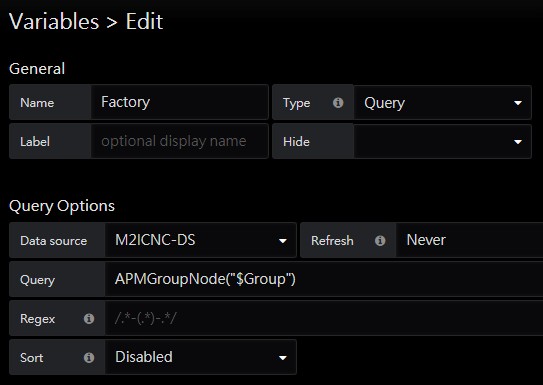 Variables > Edit
General
Name Factory Type Query
Label optional display name Hide
Query Options
Data source M2ICNC-DS Refresh Never
Query APMGroupNode("$Group")
Regex /.*-(.*)-.*/
Sort Disabled